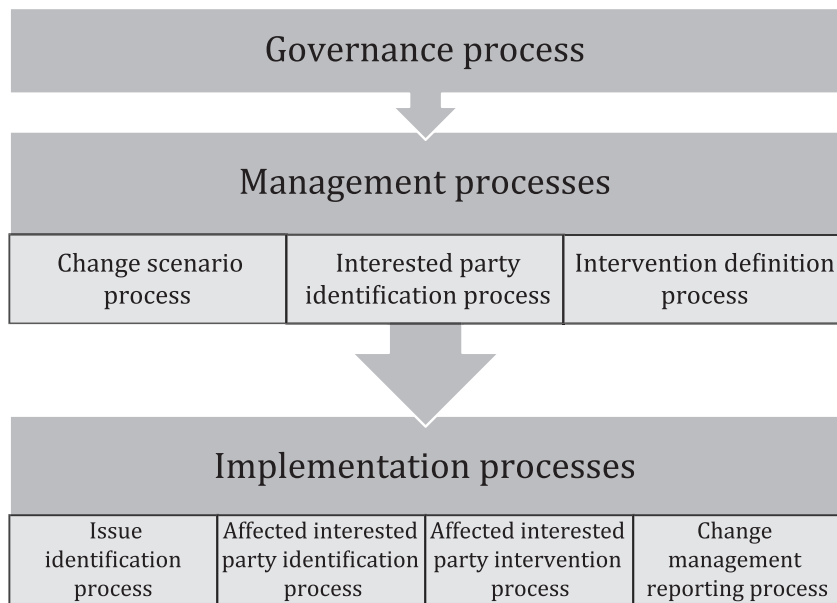 Governance process
Management processes
Change scenario
process
Interested party
identification process
Intervention definition
process
Implementation processes
Issue
identification
process
Affected interested
party identification
process
Affected interested
party intervention
process
Change
management
reporting process